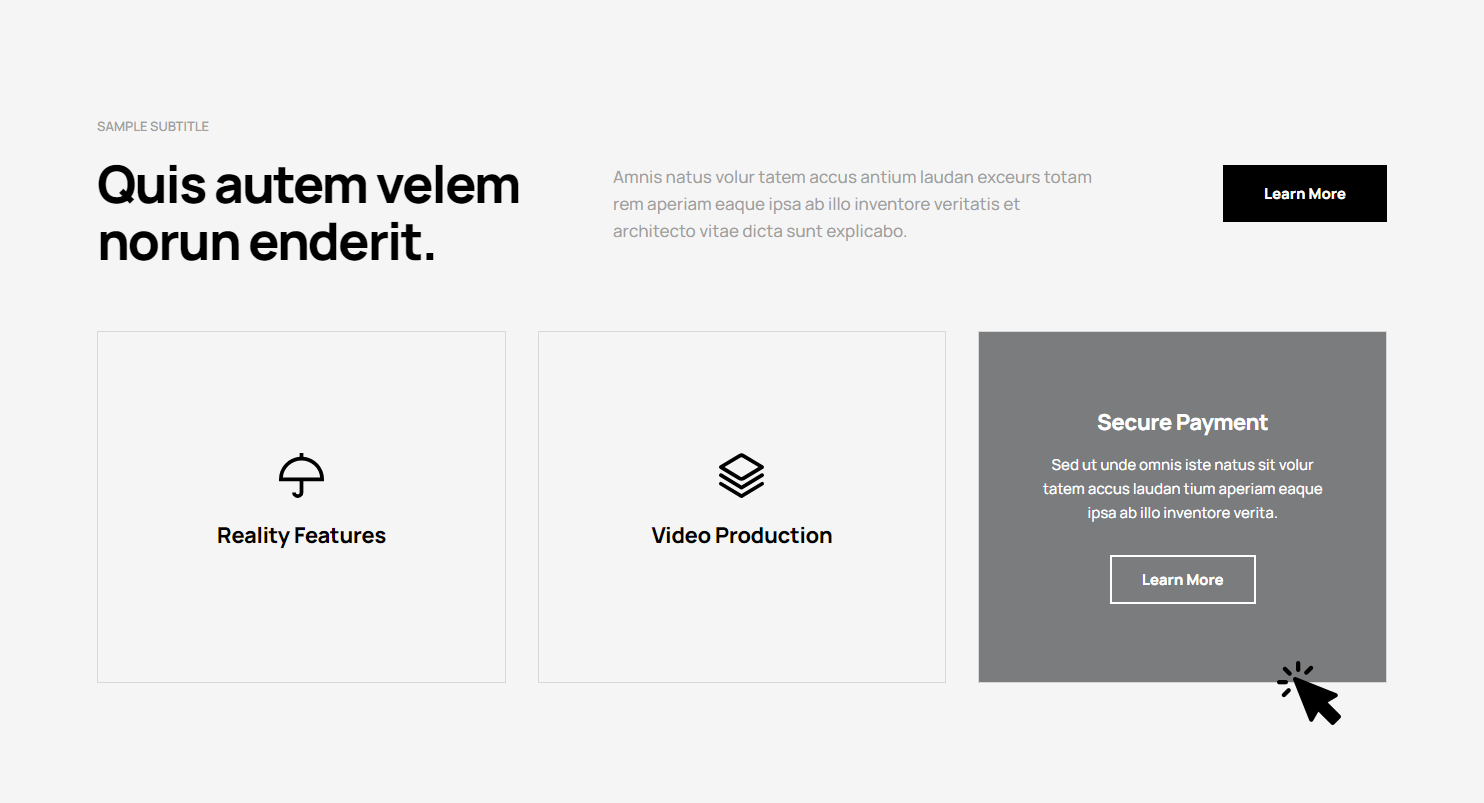 SAMPLE SUBTITLE
Quis autem velem
norun enderit.
Amnis natus volur tatem accus antium laudan exceurs totam
rem aperiam eaque ipsa ab illo inventore veritatis et
architecto vitae dicta sunt explicabo.
Learn More
Reality Features
Video Production
Secure Payment
Sed ut unde omnis iste natus sit volur
tatem accus laudan tium aperiam eaque
ipsa ab illo inventore verita.
Learn More